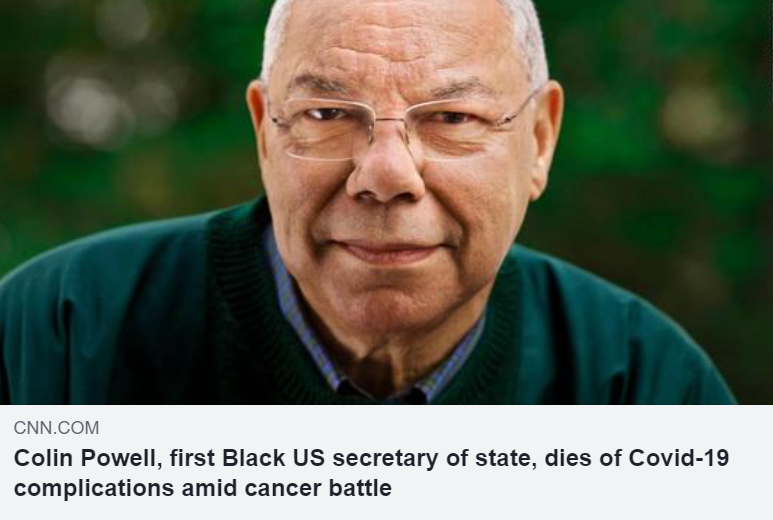 CNN.COM
Colin Powell, first Black US secretary of state, dies of Covid-19
complications amid cancer battle